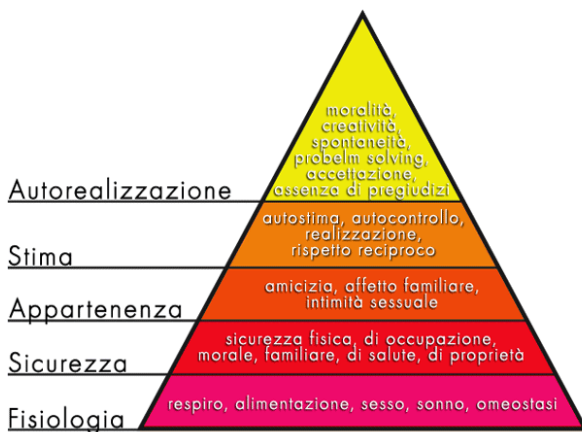 moralità,
creatività,
spontaneità,
probelm solving,
accettazione,
assenza di pregiudizi
Autorealizzazione
autostima, autocontrollo,
realizzazione,
rispetto reciproco
Stima
amicizia, affetto familiare,
intimità sessuale
Appartenenza
sicurezza fisica, di occupazione,
morale, familiare, di salute, di proprietà
Sicurezza
respiro, alimentazione, sesso, sonno, omeostasi
Fisiologia